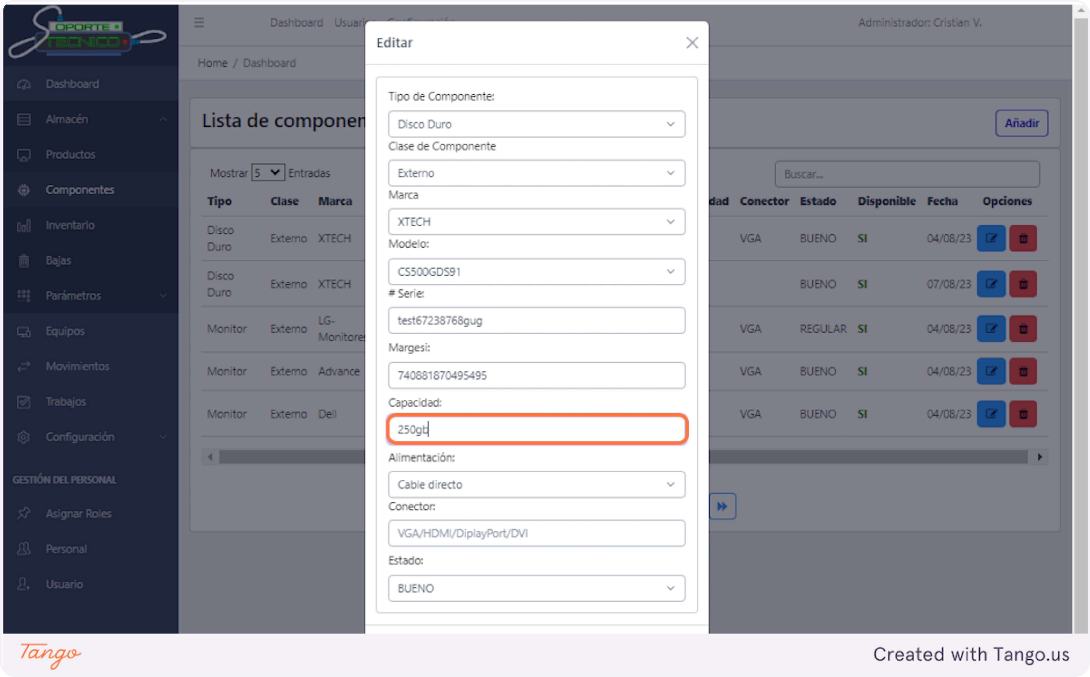 SOPORTE
TECNICO
Dashboard
Almacén
Productos
Componentes
Inventario
Bajas
Parámetros
Equipos
Movimientos
Trabajos
Configuración
GESTIÓN DEL PERSONAL
Asignar Roles
Personal
Usuario
Dashboard Usuarios Configuración
Administrador: Cristian V.
Home / Dashboard
Lista de componen
Añadir
Mostrar 5 Entradas
Buscar...
Tipo Clase Marca dad Conector Estado Disponible Fecha Opciones
Disco Duro Externo XTECH VGA BUENO SI 04/08/23
Disco Duro Externo XTECH BUENO SI 07/08/23
Monitor Externo LG-Monitores VGA REGULAR SI 04/08/23
Monitor Externo Advance VGA BUENO SI 04/08/23
Monitor Externo Dell VGA BUENO SI 04/08/23
Editar
Tipo de Componente:
Disco Duro
Clase de Componente
Externo
Marca
XTECH
Modelo:
CS500GDS91
# Serie:
test67238768gug
Margesi:
740881870495495
Capacidad:
250gb
Alimentación:
Cable directo
Conector:
VGA/HDMI/DiplayPort/DVI
Estado:
BUENO
Tango
Created with Tango.us